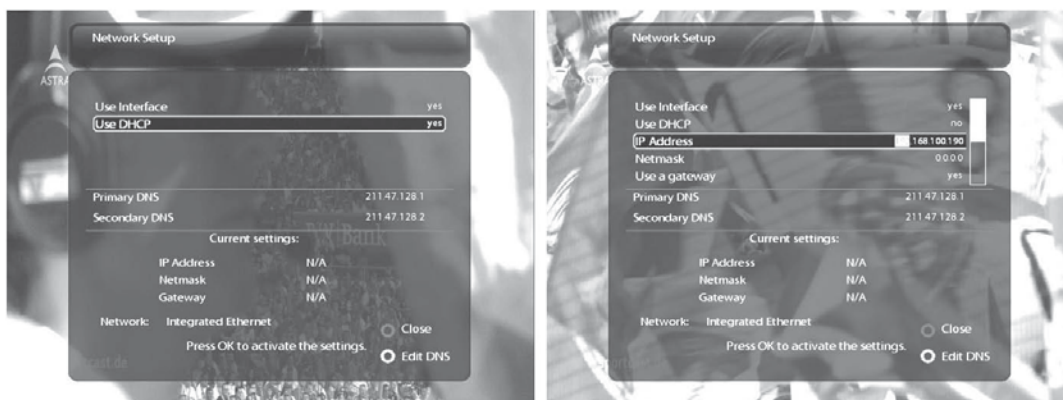 Network Setup
ASTRA
Use Interface yes
Use DHCP yes
Primary DNS 211.47.128.1
Secondary DNS 211.47.128.2
Bank
Current settings:
IP Address N/A
Netmask N/A
Gateway N/A
Network: Integrated Ethernet
Close
Press OK to activate the settings.
Edit DNS
Network Setup
Use Interface yes
Use DHCP no
IP Address .168.100.190
Netmask 0.0.0.0
Use a gateway yes
Primary DNS 211.47.128.1
Secondary DNS 211.47.128.2
Current settings:
IP Address N/A
Netmask N/A
Gateway N/A
Network: Integrated Ethernet
Close
Press OK to activate the settings.
Edit DNS